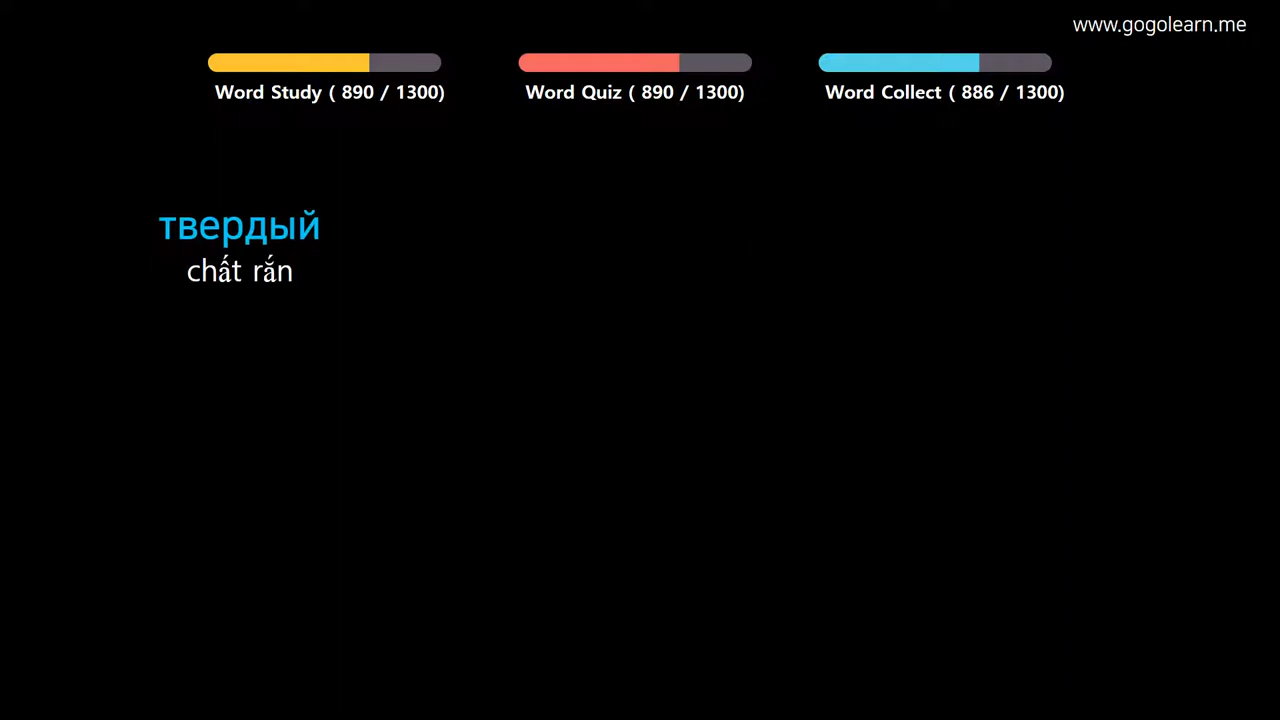 www.gogolearn.me
Word Study ( 890 / 1300)
Word Quiz ( 890 / 1300)
Word Collect ( 886 / 1300)
твердый
chất rắn